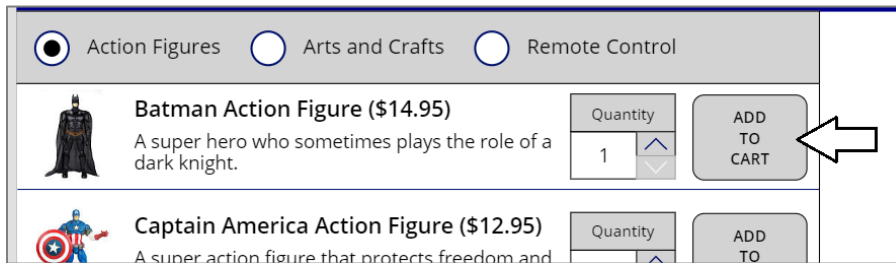 Action Figures Arts and Crafts Remote Control
Batman Action Figure ($14.95)
A super hero who sometimes plays the role of a
dark knight.
Quantity
1
ADD
TO
CART
Captain America Action Figure ($12.95)
A super action figure that protects freedom and
Quantity
ADD
TO